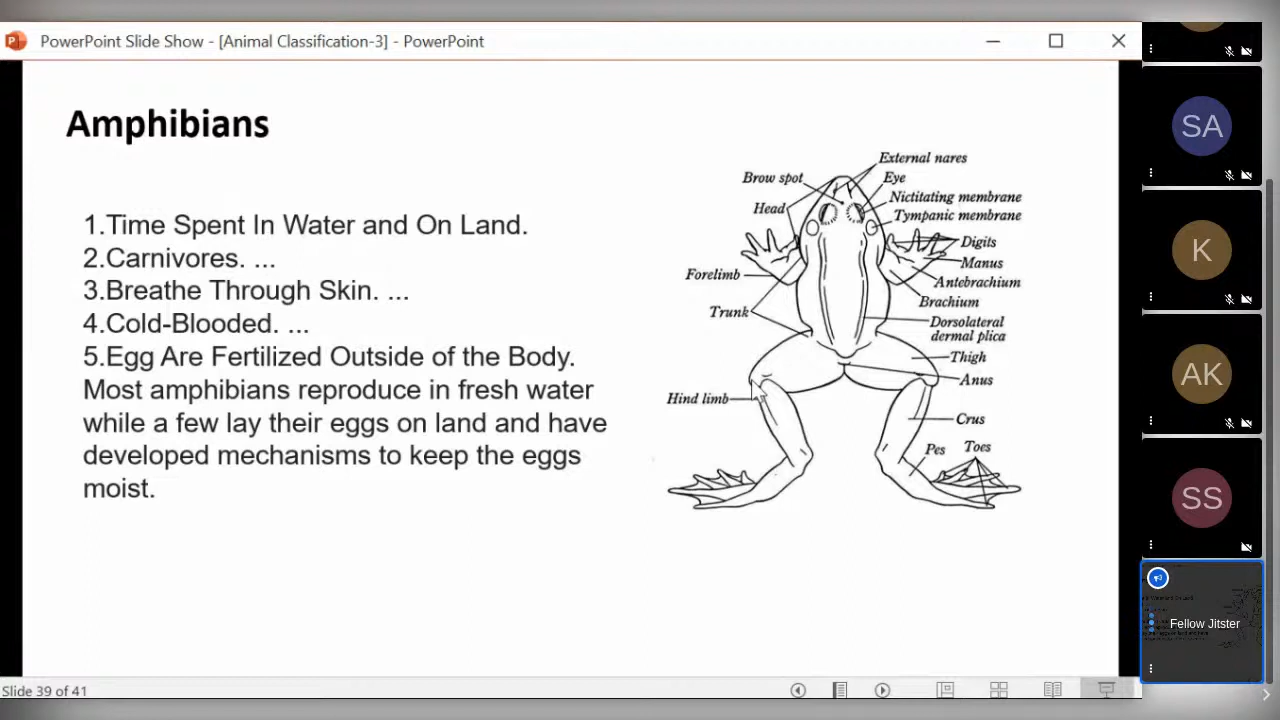 PowerPoint Slide Show - [Animal Classification-3] - PowerPoint
Amphibians
1.Time Spent In Water and On Land.
2.Carnivores. ...
3.Breathe Through Skin. ...
4.Cold-Blooded. ...
5.Egg Are Fertilized Outside of the Body.
Most amphibians reproduce in fresh water
while a few lay their eggs on land and have
developed mechanisms to keep the eggs
moist.
External nares
Brow spot
Eye
Nictitating membrane
Head
Tympanic membrane
Digits
Manus
Forelimb
Antebrachium
Brachium
Trunk
Dorsolateral
dermal plica
Thigh
Anus
Hind limb
Crus
Pes
Toes
SA
K
AK
SS
Fellow Jitster
Slide 39 of 41